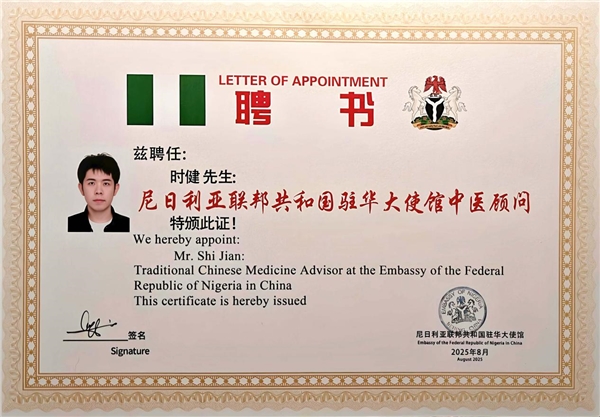 LETTER OF APPOINTMENT
聘 书
兹聘任:
时健先生:
尼日利亚联邦共和国驻华大使馆中医顾问
特颁此证!
We hereby appoint:
Mr. Shi Jian:
Traditional Chinese Medicine Advisor at the Embassy of the Federal
Republic of Nigeria in China
This certificate is hereby issued
签名
Signature
EMBASSY OF NIGERIA
尼日利亚联邦共和国驻华大使馆
Embassy of the Federal Republic of Nigeria in China
2025年8月
August 2025